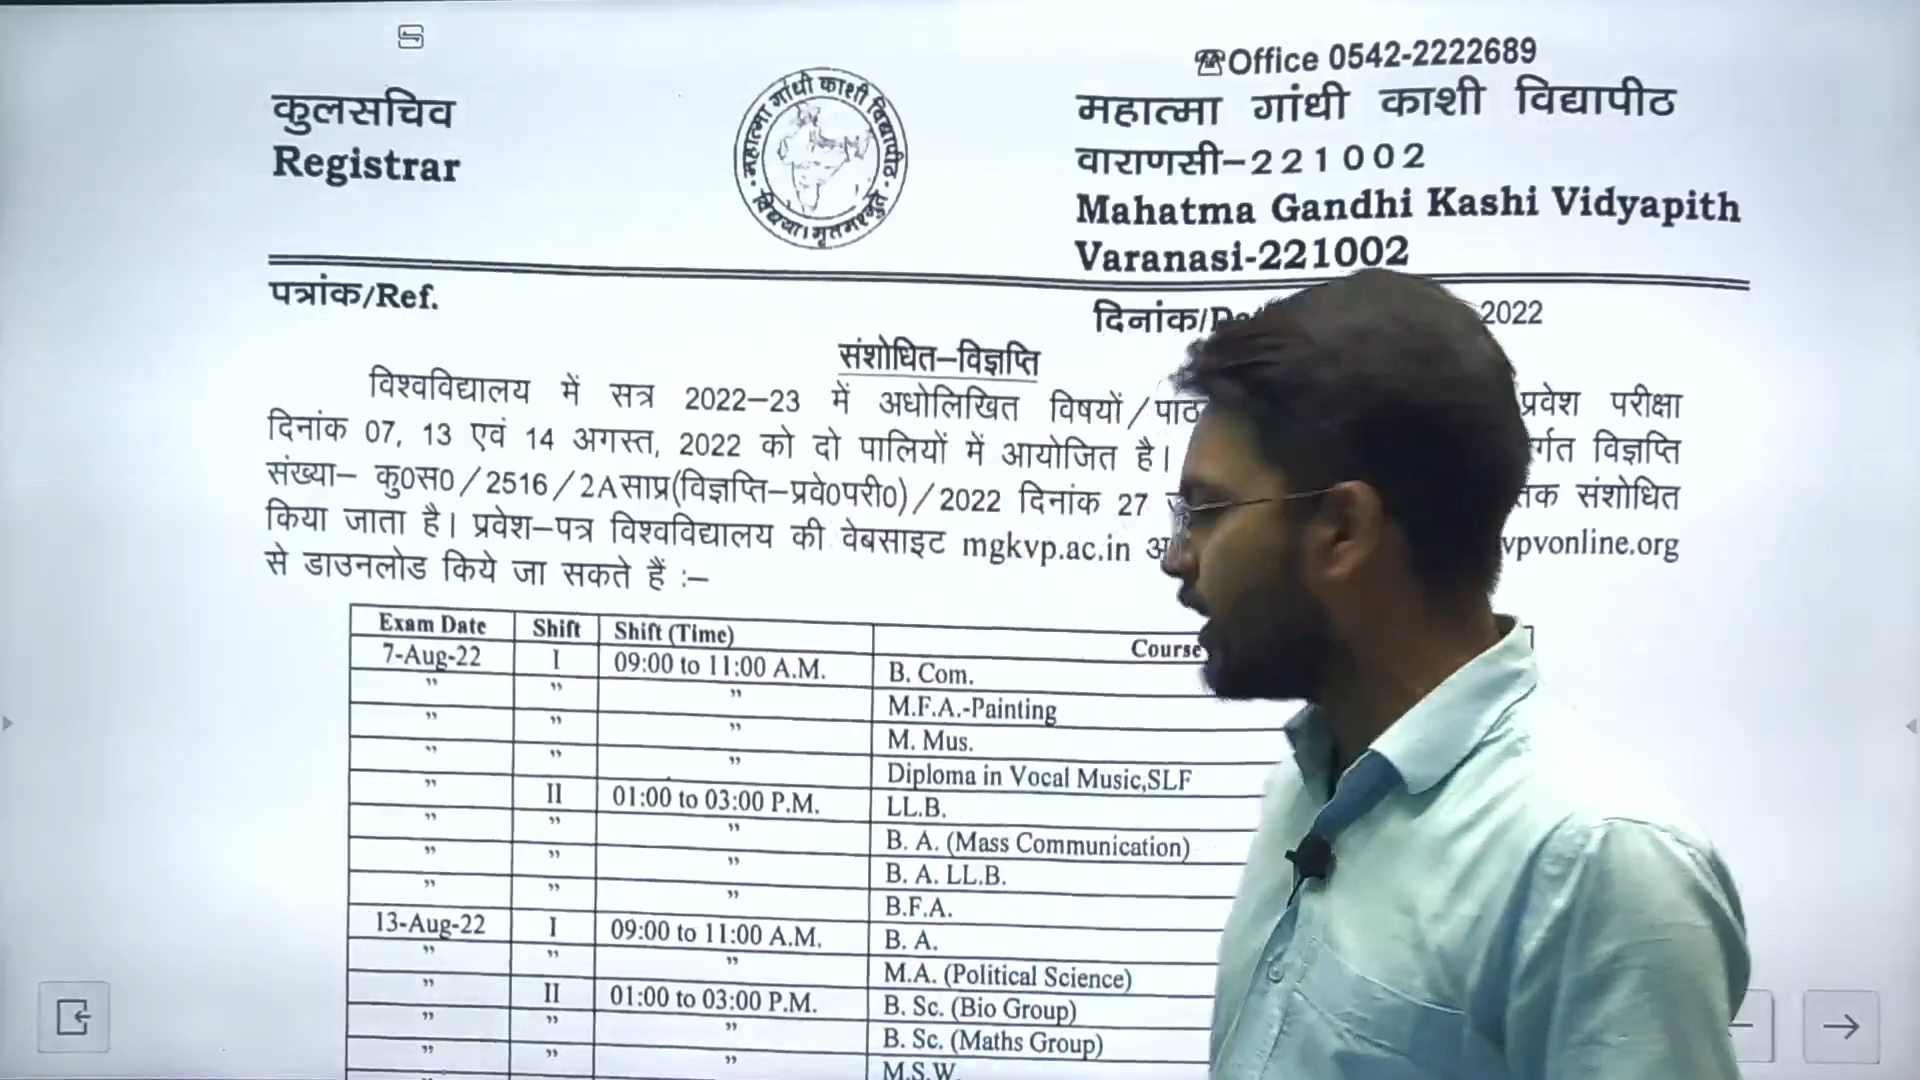 ☎Office 0542-2222689
कुलसचिव
Registrar
महात्मा गांधी काशी विद्यापीठ
विद्ययाऽमृतमश्नुते
महात्मा गांधी काशी विद्यापीठ
वाराणसी–221002
Mahatma Gandhi Kashi Vidyapith
Varanasi-221002
पत्रांक/Ref.
दिनांक/ 2022
संशोधित–विज्ञप्ति
विश्वविद्यालय में सत्र 2022–23 में अधोलिखित विषयों/ प्रवेश परीक्षा
दिनांक 07, 13 एवं 14 अगस्त, 2022 को दो पालियों में आयोजित है। विज्ञप्ति
संख्या– कु0स0/2516/2Aसाप्र(विज्ञप्ति–प्रवे0परी0)/2022 दिनांक 27 संशोधित
किया जाता है। प्रवेश–पत्र विश्वविद्यालय की वेबसाइट mgkvp.ac.in vpvonline.org
से डाउनलोड किये जा सकते हैं :–
Exam Date Shift Shift (Time) Course
7-Aug-22 I 09:00 to 11:00 A.M. B. Com.
” ” ” M.F.A.-Painting
” ” ” M. Mus.
” ” ” Diploma in Vocal Music,SLF
” II 01:00 to 03:00 P.M. LL.B.
” ” ” B. A. (Mass Communication)
” ” ” B. A. LL.B.
” ” ” B.F.A.
13-Aug-22 I 09:00 to 11:00 A.M. B. A.
” ” ” M.A. (Political Science)
” II 01:00 to 03:00 P.M. B. Sc. (Bio Group)
” ” ” B. Sc. (Maths Group)
” ” ” M.S.W.